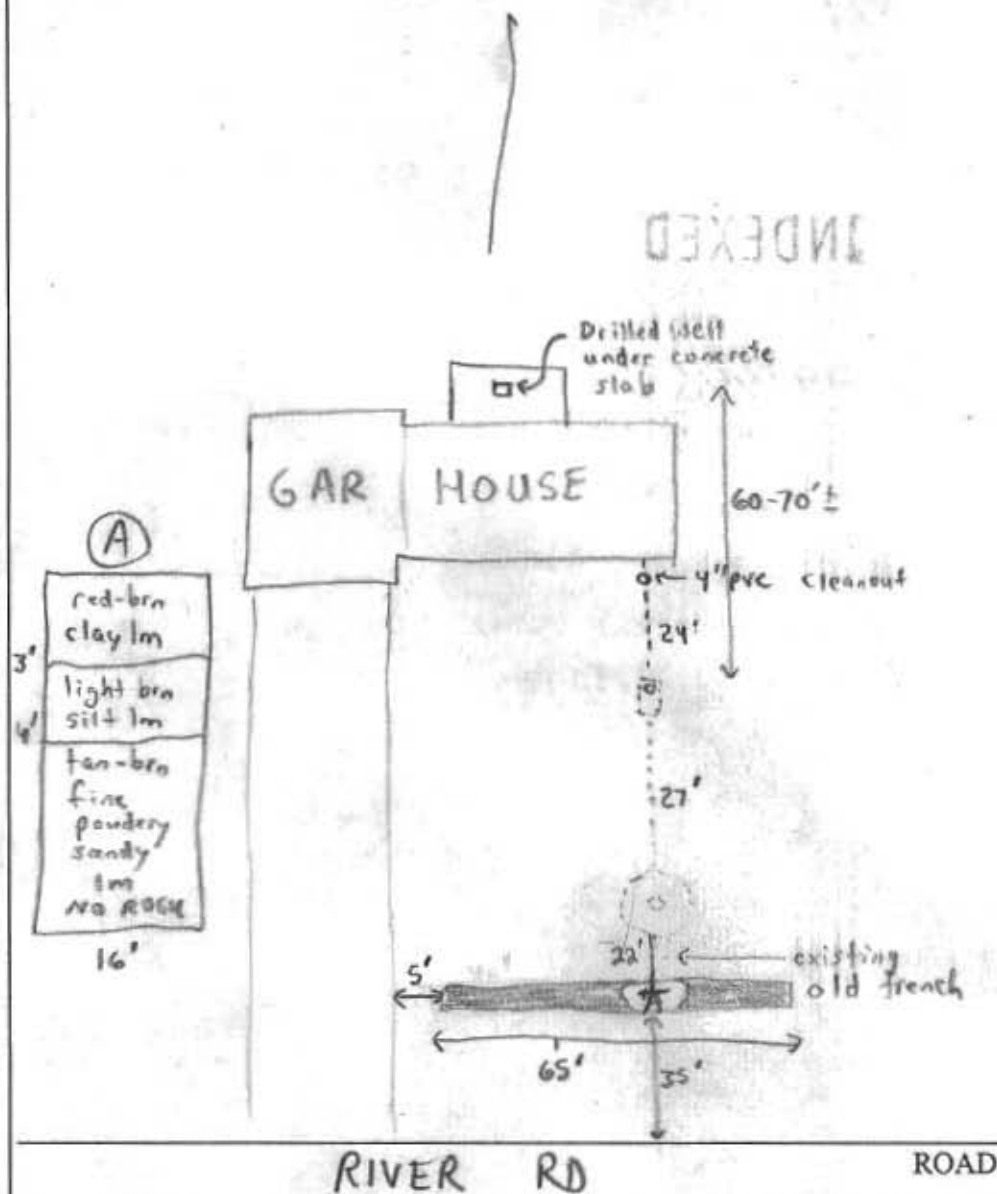 INDEXED
Drilled well
under concrete
slab
GAR HOUSE
60-70'±
4" pvc cleanout
24'
A
red-brn
clay lm
3'
light brn
silt lm
tan-brn
fine
powdery
sandy
lm
NO ROCK
16'
27'
22'
existing
old trench
5'
A
65'
35'
RIVER RD
ROAD